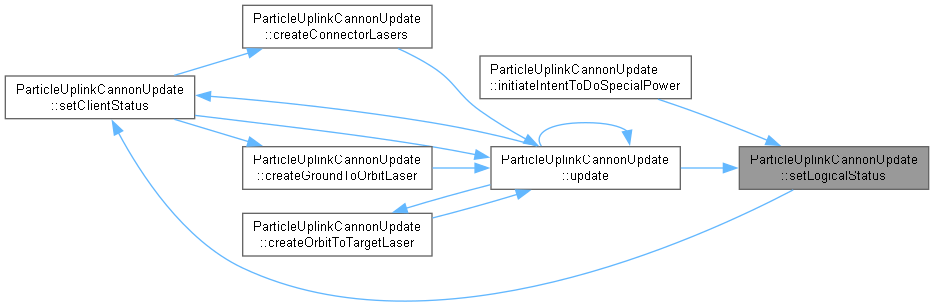 ParticleUplinkCannonUpdate
::createConnectorLasers
ParticleUplinkCannonUpdate
::initiateIntentToDoSpecialPower
ParticleUplinkCannonUpdate
::setClientStatus
ParticleUplinkCannonUpdate
::createGroundToOrbitLaser
ParticleUplinkCannonUpdate
::update
ParticleUplinkCannonUpdate
::setLogicalStatus
ParticleUplinkCannonUpdate
::createOrbitToTargetLaser